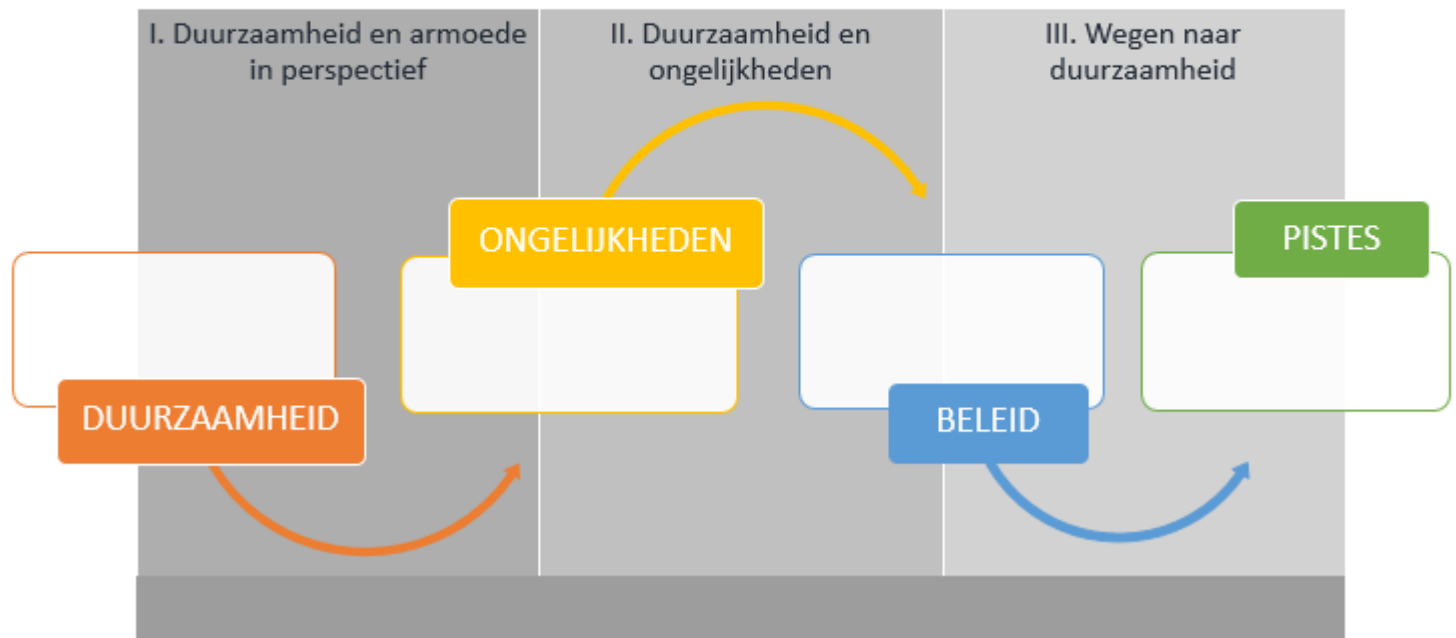 I. Duurzaamheid en armoede
in perspectief
II. Duurzaamheid en
ongelijkheden
III. Wegen naar
duurzaamheid
ONGELIJKHEDEN
PISTES
DUURZAAMHEID
BELEID